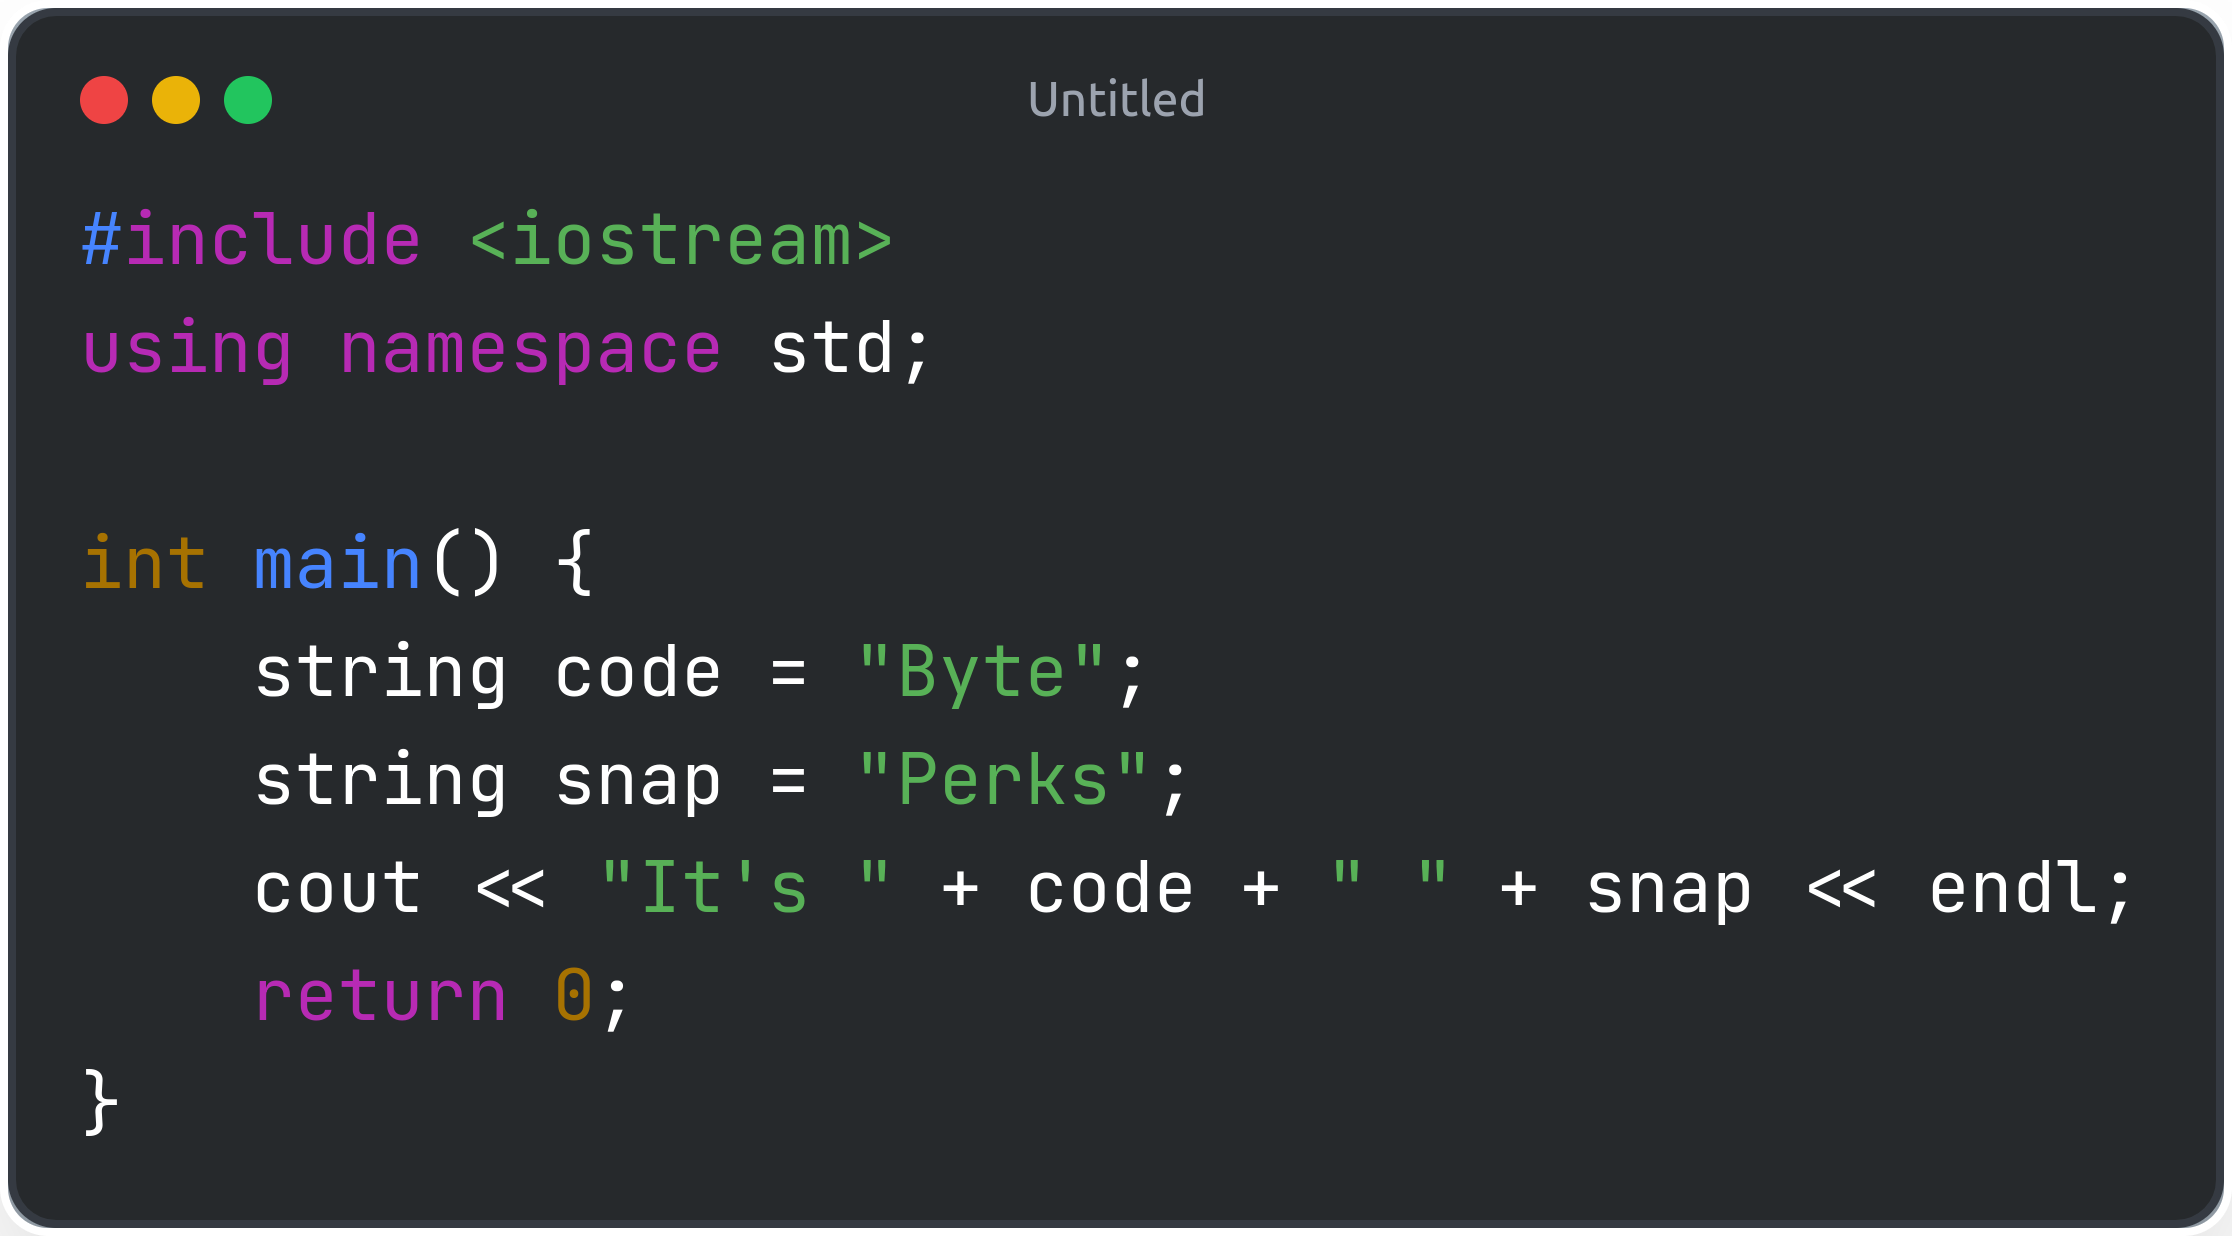 Untitled
#include <iostream>
using namespace std;

int main() {
    string code = "Byte";
    string snap = "Perks";
    cout << "It's " + code + " " + snap << endl;
    return 0;
}